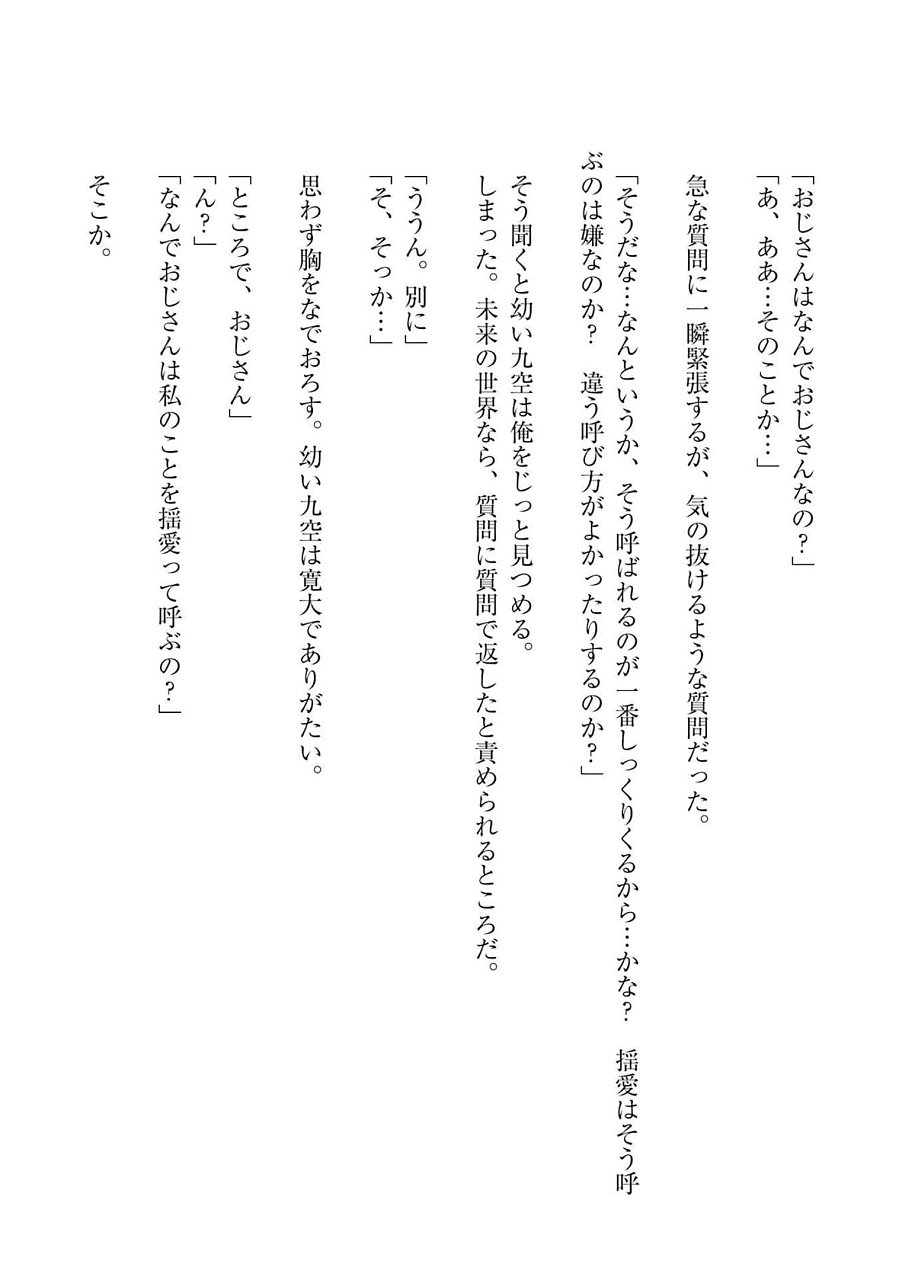 「おじさんはなんでおじさんなの?」
「あ、ああ…そのことか…」
急な質問に一瞬緊張するが、気の抜けるような質問だった。
「そうだな…なんというか、そう呼ばれるのが一番しっくりくるから…かな?　揺愛はそう呼
ぶのは嫌なのか?　違う呼び方がよかったりするのか?」
そう聞くと幼い九空は俺をじっと見つめる。
しまった。未来の世界なら、質問に質問で返したと責められるところだ。
「ううん。別に」
「そ、そっか…」
思わず胸をなでおろす。幼い九空は寛大でありがたい。
「ところで、おじさん」
「ん?」
「なんでおじさんは私のことを揺愛って呼ぶの?」
そこか。